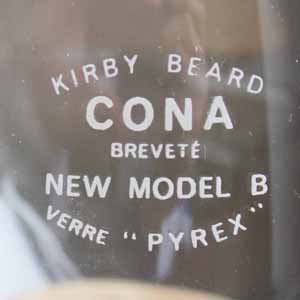 KIRBY BEARD
CONA
BREVETÉ
NEW MODEL B
VERRE "PYREX"